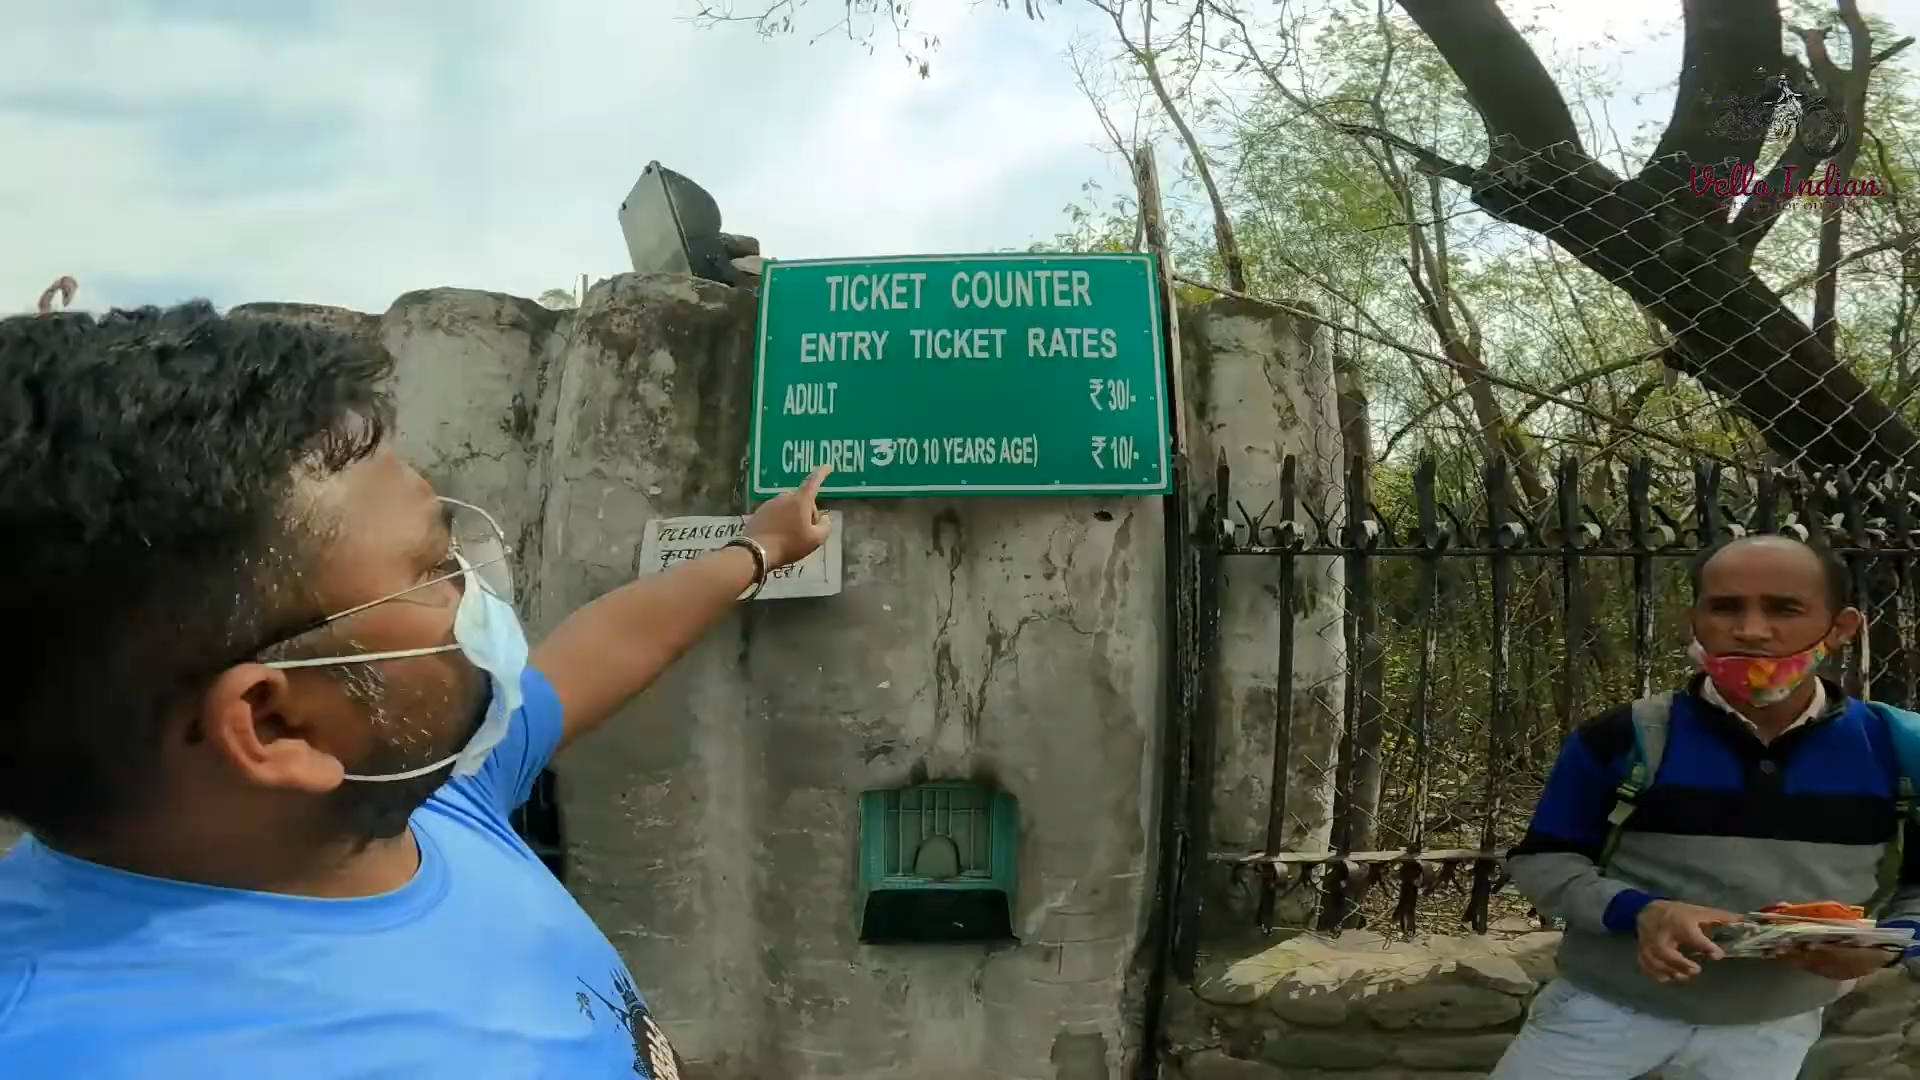 TICKET COUNTER
ENTRY TICKET RATES
ADULT ₹ 30/-
CHILDREN 3 TO 10 YEARS AGE) ₹ 10/-
PLEASE GIVE
कृप्या
Vella Indian